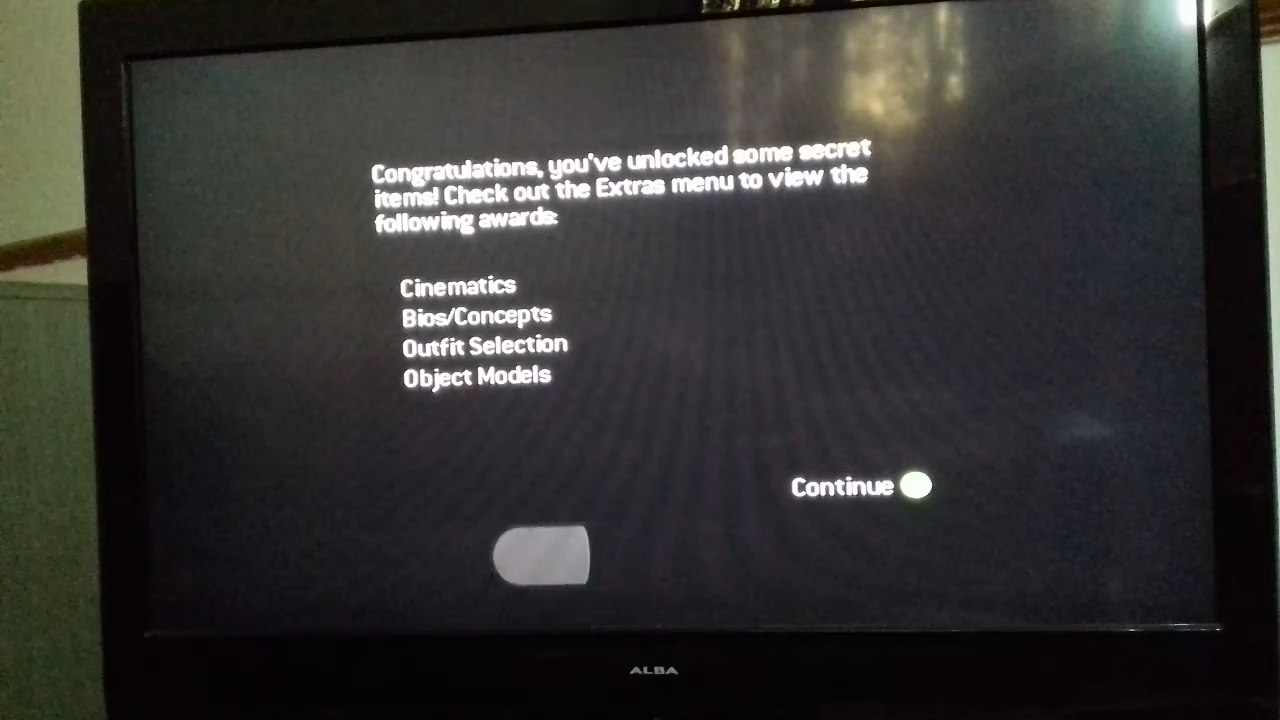 Congratulations, you've unlocked some secret
items! Check out the Extras menu to view the
following awards:
Cinematics
Bios/Concepts
Outfit Selection
Object Models
Continue
ALBA